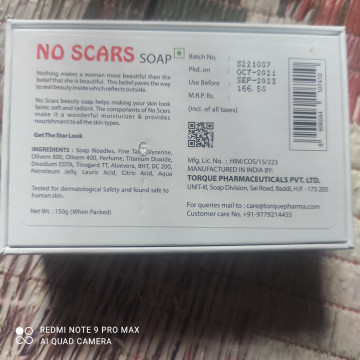 NO SCARS SOAP
Nothing makes a woman more beautiful than the
belief that she is beautiful. This belief paves the way
to real beauty inside which reflects outside.
No Scars beauty soap helps making your skin look
fairer, soft and radiant. The components of No Scars
make it a wonderful moisturizer & provides
nourishment to all the skin types.
Get The Star Look
INGREDIENTS : Soap Noodles, Fine Talc, Glycerine,
Olivem 300, Olivem 400, Perfume, Titanium Dioxide,
Disodium EDTA, Tinogard TT, Aloevera, BHT, DC 200,
Petroleum Jelly, Lauric Acid, Citric Acid, Aqua
Tested for dermatological Safety and found safe to
human skin.
Net Wt. : 150g (When Packed)
Batch No. : S221007
Pkd. on : OCT-2021
Use Before : SEP-2023
M.R.P. Rs. : 166.50
(Incl. of all taxes)
Mfg. Lic. No. : HIM/COS/15/223
MANUFACTURED IN INDIA BY:
TORQUE PHARMACEUTICALS PVT. LTD.
UNIT-III, Soap Division, Sai Road, Baddi, H.P. - 173 205
For queries mail to : care@torquepharma.com
Customer care No. +91-9779214455
REDMI NOTE 9 PRO MAX
AI QUAD CAMERA